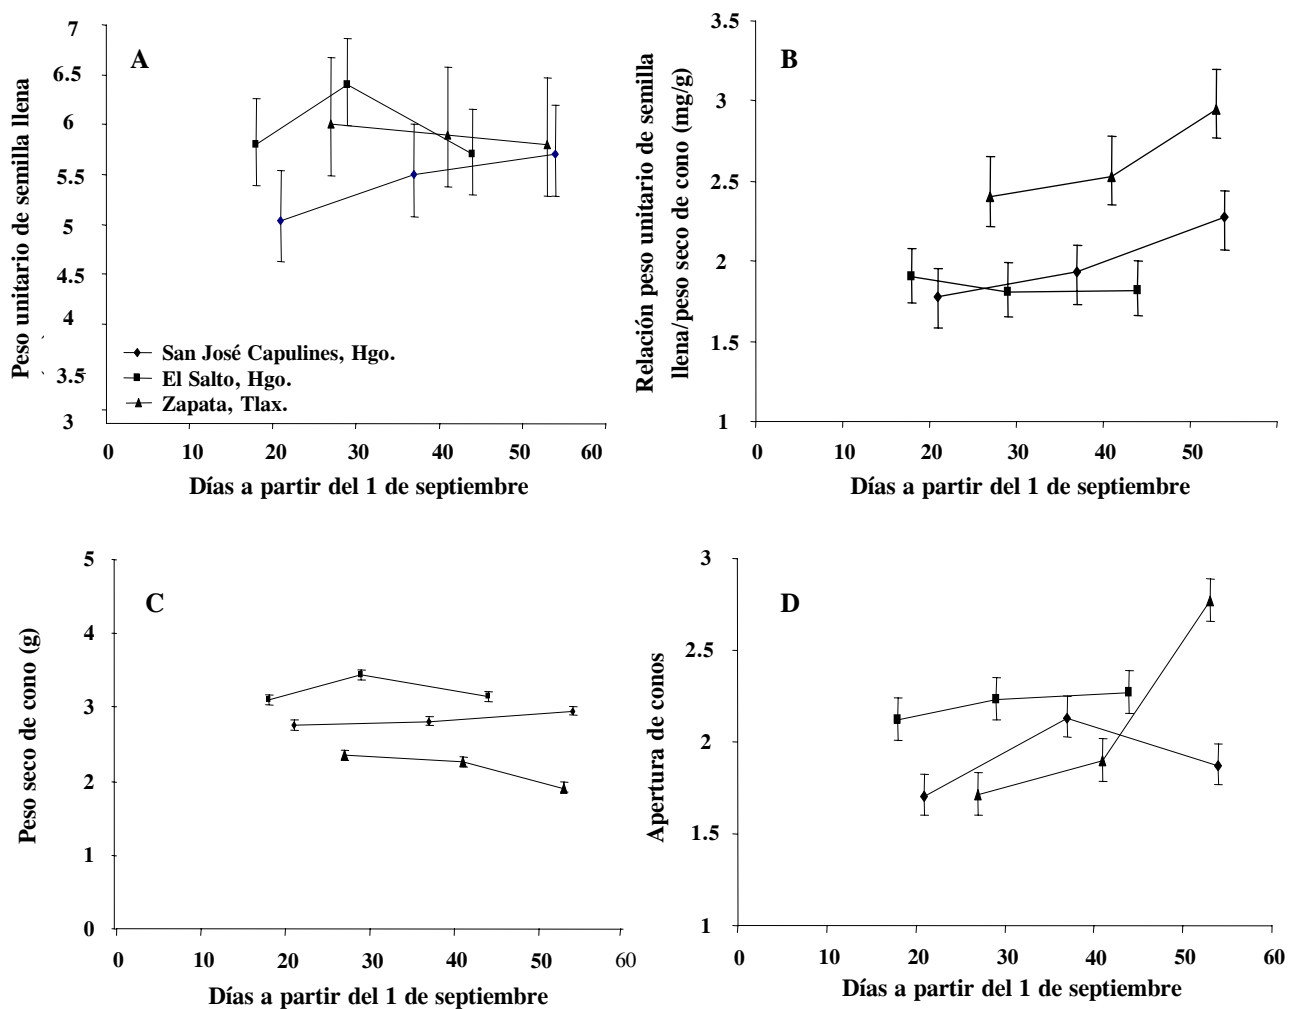 A
Peso unitario de semilla llena
7
6.5
6
5.5
5
4.5
4
3.5
3
San José Capulines, Hgo.
El Salto, Hgo.
Zapata, Tlax.
0 10 20 30 40 50 60
Días a partir del 1 de septiembre
B
Relación peso unitario de semilla
llena/peso seco de cono (mg/g)
3.5
3
2.5
2
1.5
1
0 10 20 30 40 50
Días a partir del 1 de septiembre
C
Peso seco de cono (g)
5
4
3
2
1
0
0 10 20 30 40 50 60
Días a partir del 1 de septiembre
D
Apertura de conos
3
2.5
2
1.5
1
0 10 20 30 40 50 60
Días a partir del 1 de septiembre